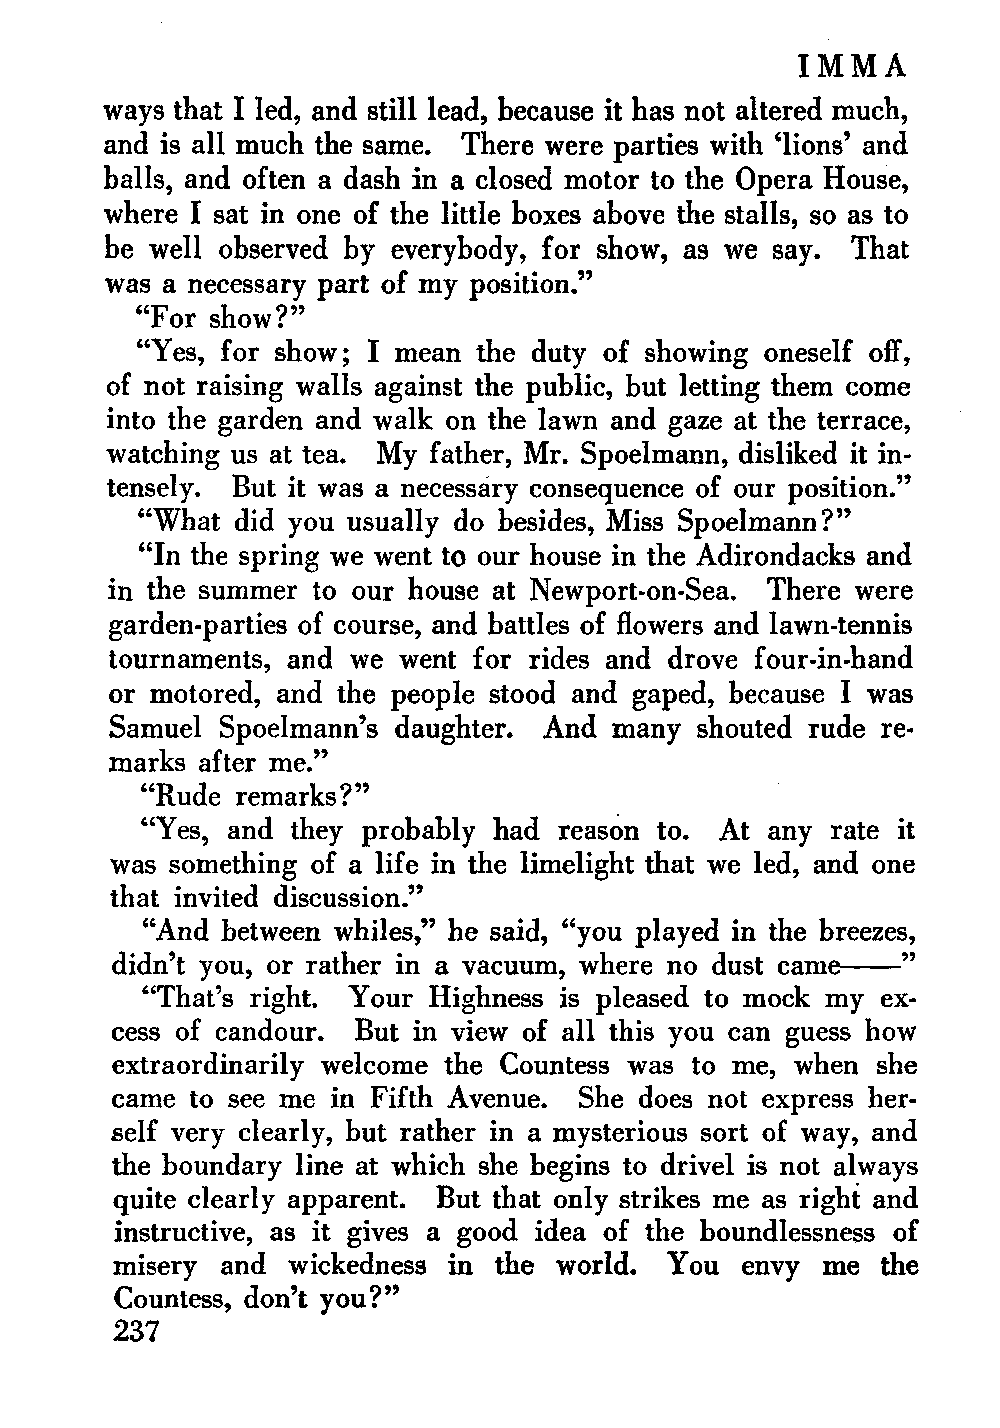 IMMA
ways that I led, and still lead, because it has not altered much,
and is all much the same. There were parties with ‘lions’ and
balls, and often a dash in a closed motor to the Opera House,
where I sat in one of the little boxes above the stalls, so as to
be well observed by everybody, for show, as we say. That
was a necessary part of my position.”
“For show?”
“Yes, for show; I mean the duty of showing oneself off,
of not raising walls against the public, but letting them come
into the garden and walk on the lawn and gaze at the terrace,
watching us at tea. My father, Mr. Spoelmann, disliked it in-
tensely. But it was a necessary consequence of our position.”
“What did you usually do besides, Miss Spoelmann?”
“In the spring we went to our house in the Adirondacks and
in the summer to our house at Newport-on-Sea. There were
garden-parties of course, and battles of flowers and lawn-tennis
tournaments, and we went for rides and drove four-in-hand
or motored, and the people stood and gaped, because I was
Samuel Spoelmann’s daughter. And many shouted rude re-
marks after me.”
“Rude remarks?”
“Yes, and they probably had reason to. At any rate it
was something of a life in the limelight that we led, and one
that invited discussion.”
“And between whiles,” he said, “you played in the breezes,
didn’t you, or rather in a vacuum, where no dust came——”
“That’s right. Your Highness is pleased to mock my ex-
cess of candour. But in view of all this you can guess how
extraordinarily welcome the Countess was to me, when she
came to see me in Fifth Avenue. She does not express her-
self very clearly, but rather in a mysterious sort of way, and
the boundary line at which she begins to drivel is not always
quite clearly apparent. But that only strikes me as right and
instructive, as it gives a good idea of the boundlessness of
misery and wickedness in the world. You envy me the
Countess, don’t you?”
237